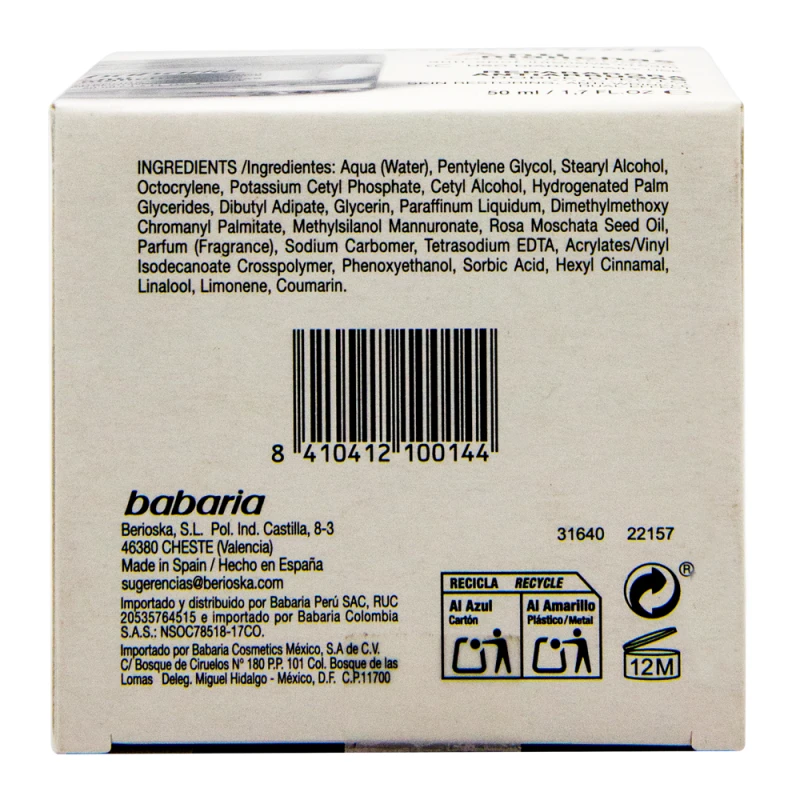 50 ml / 1.7 FL.OZ
INGREDIENTS /Ingredientes: Aqua (Water), Pentylene Glycol, Stearyl Alcohol,
Octocrylene, Potassium Cetyl Phosphate, Cetyl Alcohol, Hydrogenated Palm
Glycerides, Dibutyl Adipate, Glycerin, Paraffinum Liquidum, Dimethylmethoxy
Chromanyl Palmitate, Methylsilanol Mannuronate, Rosa Moschata Seed Oil,
Parfum (Fragrance), Sodium Carbomer, Tetrasodium EDTA, Acrylates/Vinyl
Isodecanoate Crosspolymer, Phenoxyethanol, Sorbic Acid, Hexyl Cinnamal,
Linalool, Limonene, Coumarin.
8 410412 100144
babaria
Berioska, S.L. Pol. Ind. Castilla, 8-3
46380 CHESTE (Valencia)
Made in Spain / Hecho en España
sugerencias@berioska.com
Importado y distribuido por Babaria Perú SAC, RUC
20535764515 e importado por Babaria Colombia
S.A.S.: NSOC78518-17CO.
Importado por Babaria Cosmetics México, S.A de C.V.
C/ Bosque de Ciruelos Nº 180 P.P. 101 Col. Bosque de las
Lomas Deleg. Miguel Hidalgo - México, D.F. C.P.11700
31640 22157
RECICLA RECYCLE
Al Azul
Cartón
Al Amarillo
Plástico/Metal
®
12M